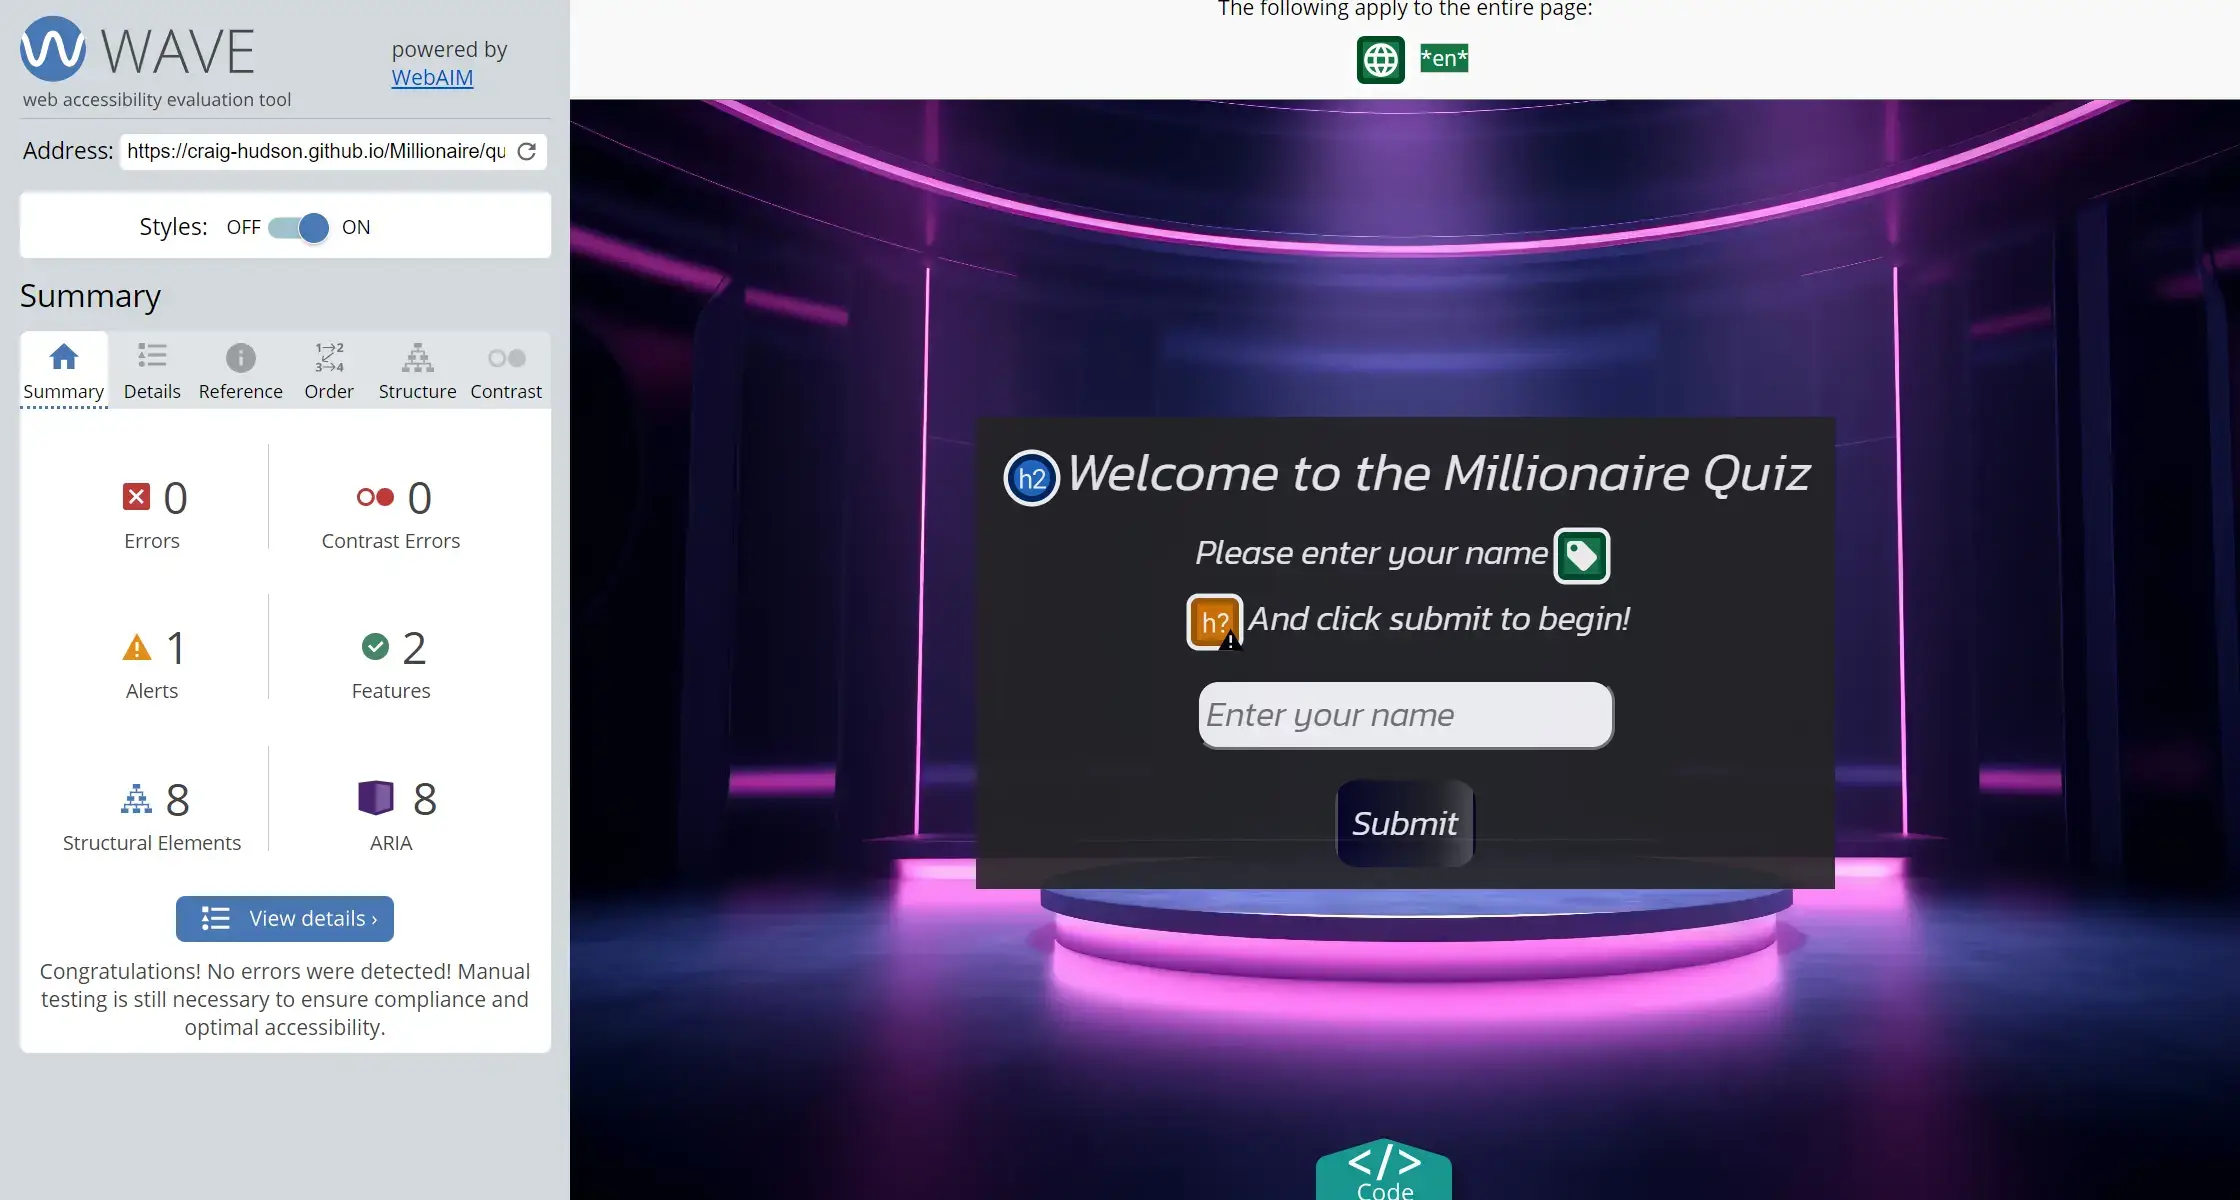 WAVE
powered by
WebAIM
web accessibility evaluation tool
Address: https://craig-hudson.github.io/Millionaire/qu
Styles: OFF ON
Summary
1 2
3 4
Summary Details Reference Order Structure Contrast
0 0
Errors Contrast Errors
1 2
Alerts Features
8 8
Structural Elements ARIA
View details ›
Congratulations! No errors were detected! Manual
testing is still necessary to ensure compliance and
optimal accessibility.
The following apply to the entire page:
*en*
h2 Welcome to the Millionaire Quiz
Please enter your name
h? And click submit to begin!
Enter your name
Submit
</>
Code